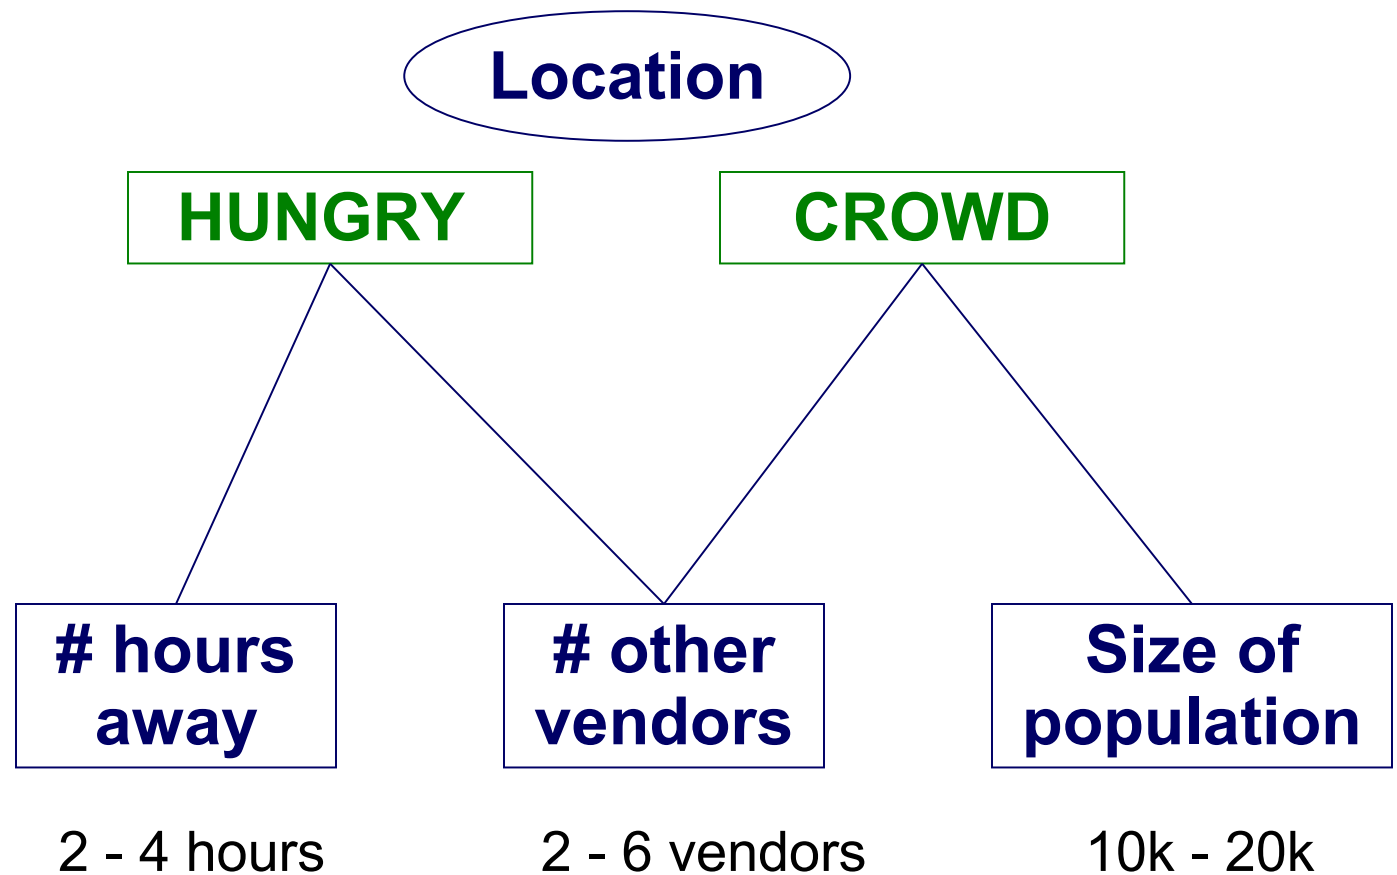 Location
HUNGRY
CROWD
# hours
away
# other
vendors
Size of
population
2 - 4 hours
2 - 6 vendors
10k - 20k